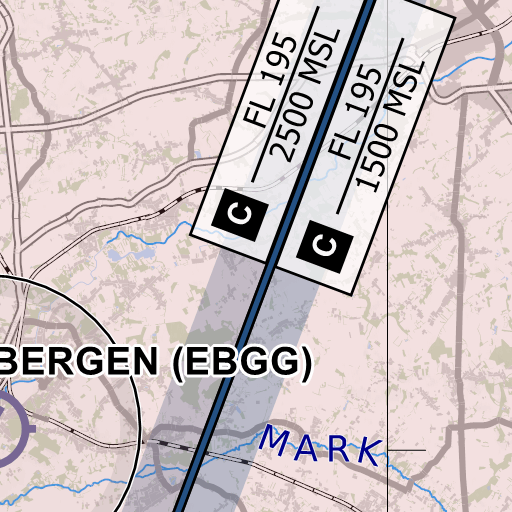 FL 195
2500 MSL
C
FL 195
1500 MSL
C
BERGEN (EBGG)
MARK